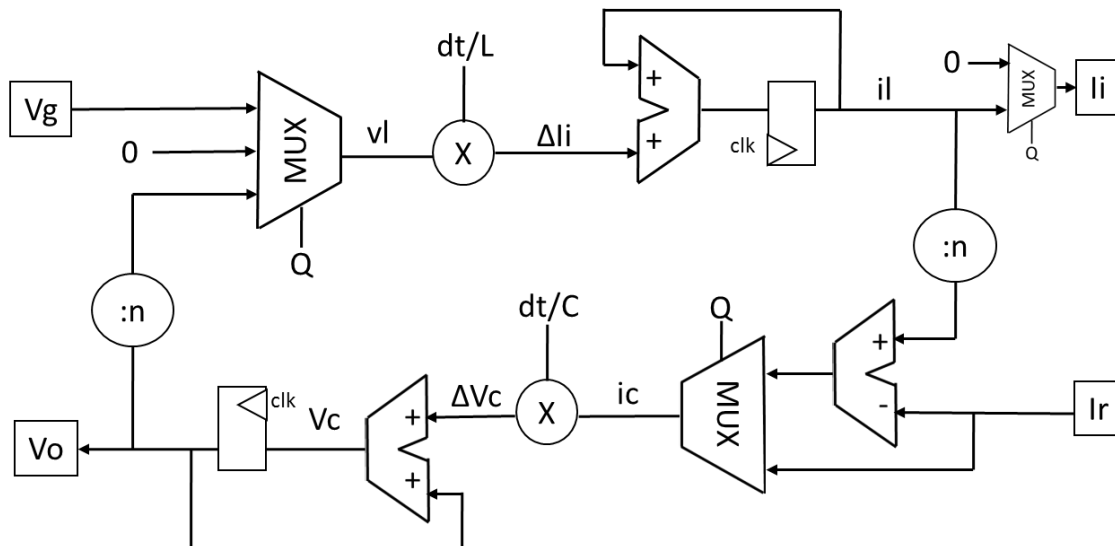 dt/L
Vg
0
MUX
Q
vl
X
ΔIi
+
+
clk
il
0
MUX
Q
Ii
:n
:n
dt/C
Q
+
-
Ir
MUX
ic
X
ΔVc
+
+
Vc
clk
Vo